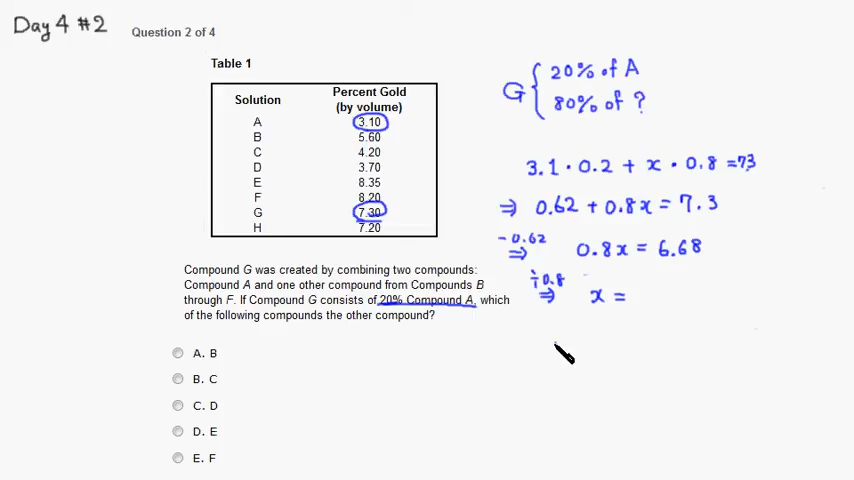 Day 4 #2
Question 2 of 4
Table 1
Solution Percent Gold (by volume)
A 3.10
B 5.60
C 4.20
D 3.70
E 8.35
F 8.20
G 7.30
H 7.20
Compound G was created by combining two compounds:
Compound A and one other compound from Compounds B
through F. If Compound G consists of 20% Compound A, which
of the following compounds the other compound?
A. B
B. C
C. D
D. E
E. F
G { 20% of A
80% of ?
3.1 · 0.2 + x · 0.8 = 7.3
⇒ 0.62 + 0.8x = 7.3
-0.62 ⇒ 0.8x = 6.68
÷0.8 ⇒ x =